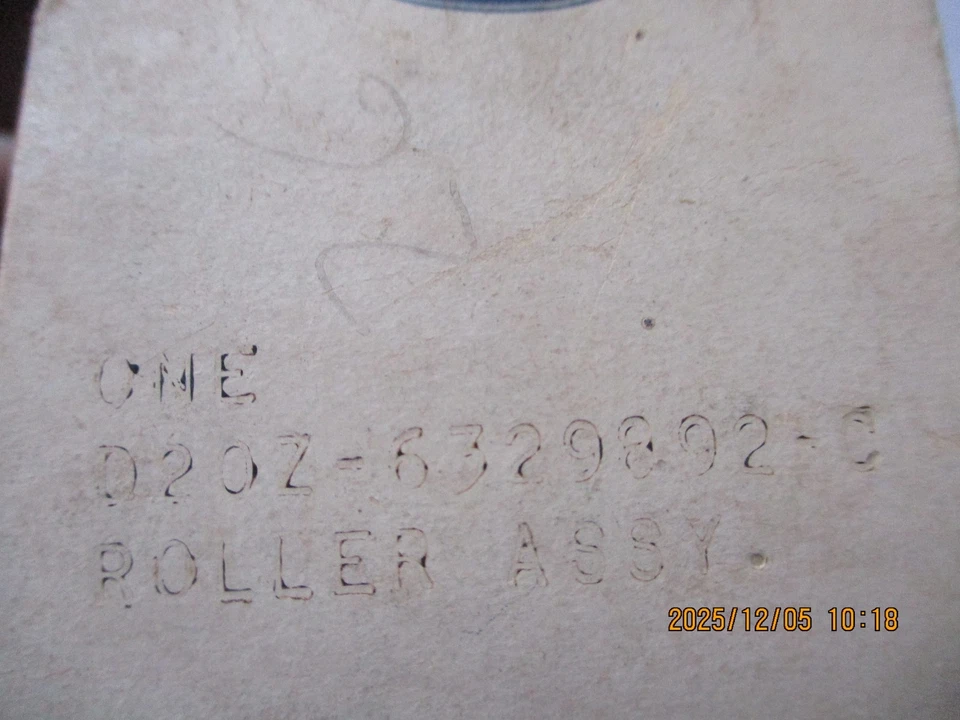 ONE
D20Z-6329892-C
ROLLER ASSY.
2025/12/05 10:18